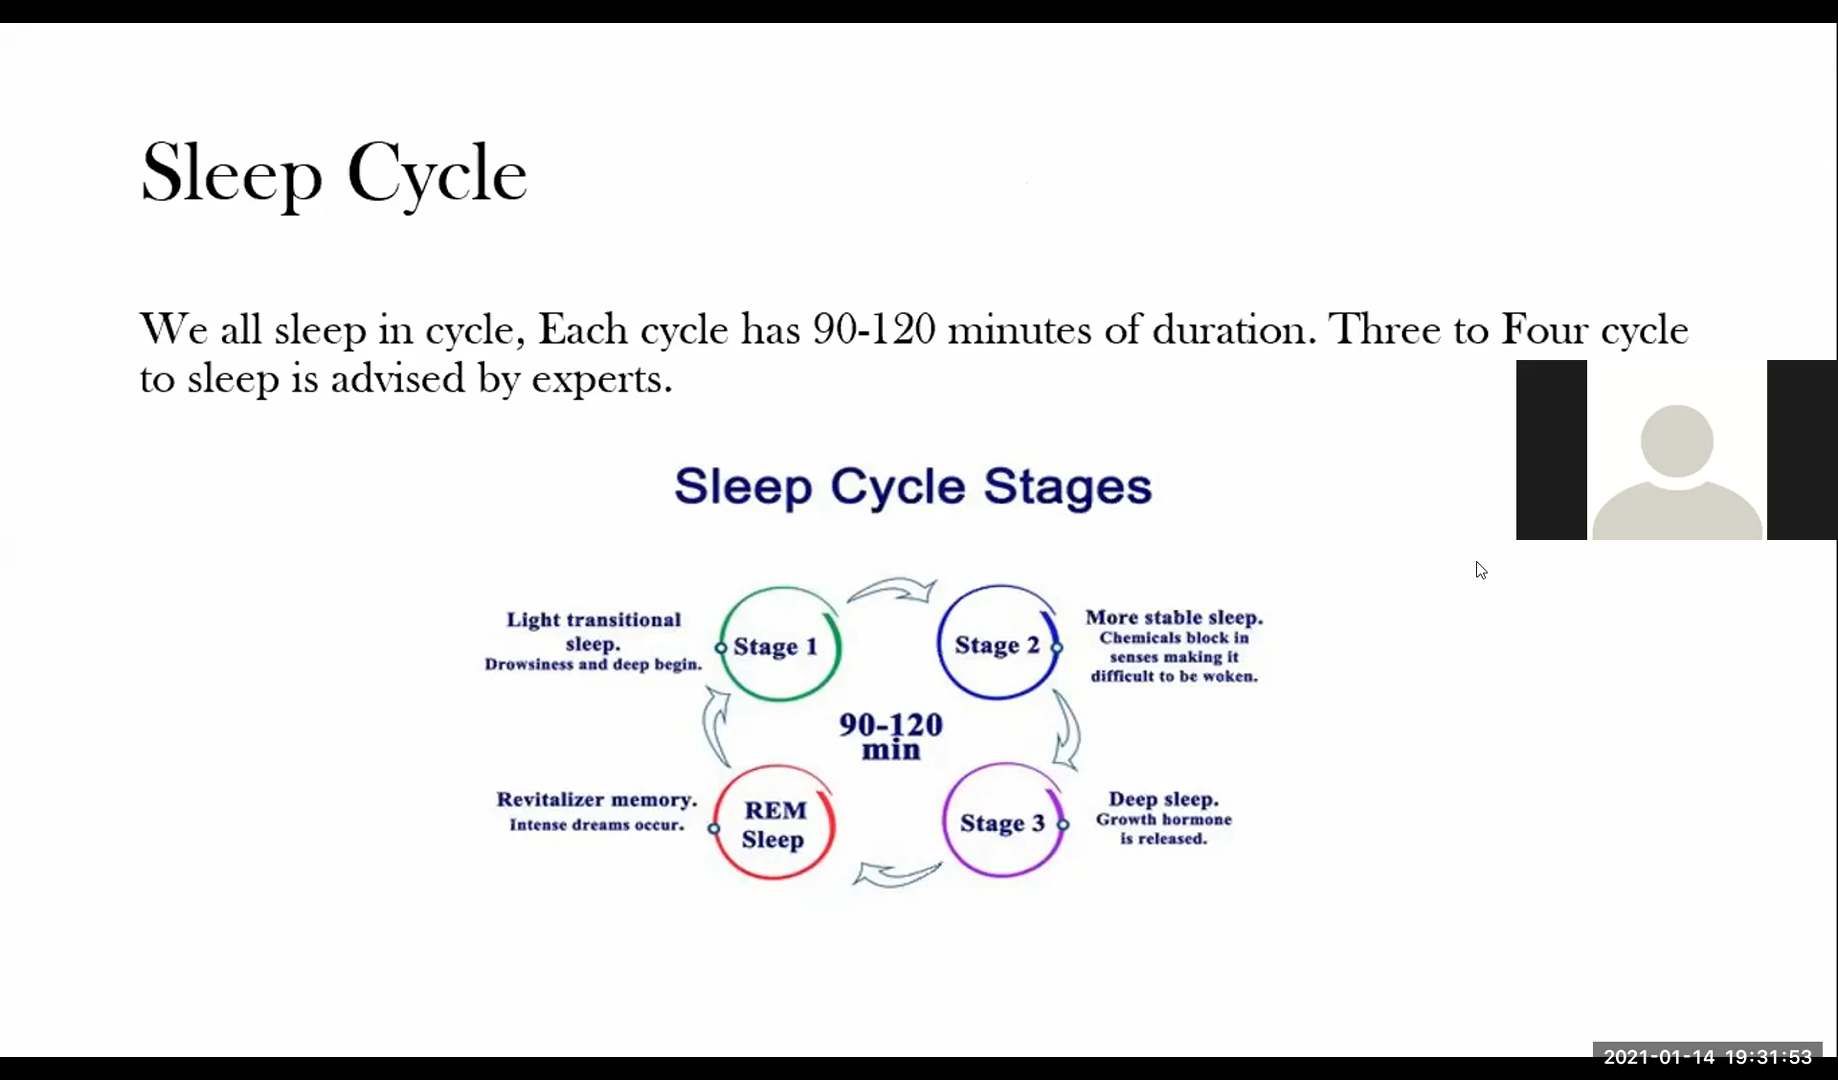 Sleep Cycle
We all sleep in cycle, Each cycle has 90-120 minutes of duration. Three to Four cycle
to sleep is advised by experts.
Sleep Cycle Stages
Light transitional
sleep.
Drowsiness and deep begin.
Stage 1
Stage 2
More stable sleep.
Chemicals block in
senses making it
difficult to be woken.
90-120
min
Revitalizer memory.
Intense dreams occur.
REM
Sleep
Stage 3
Deep sleep.
Growth hormone
is released.
2021-01-14 19:31:53